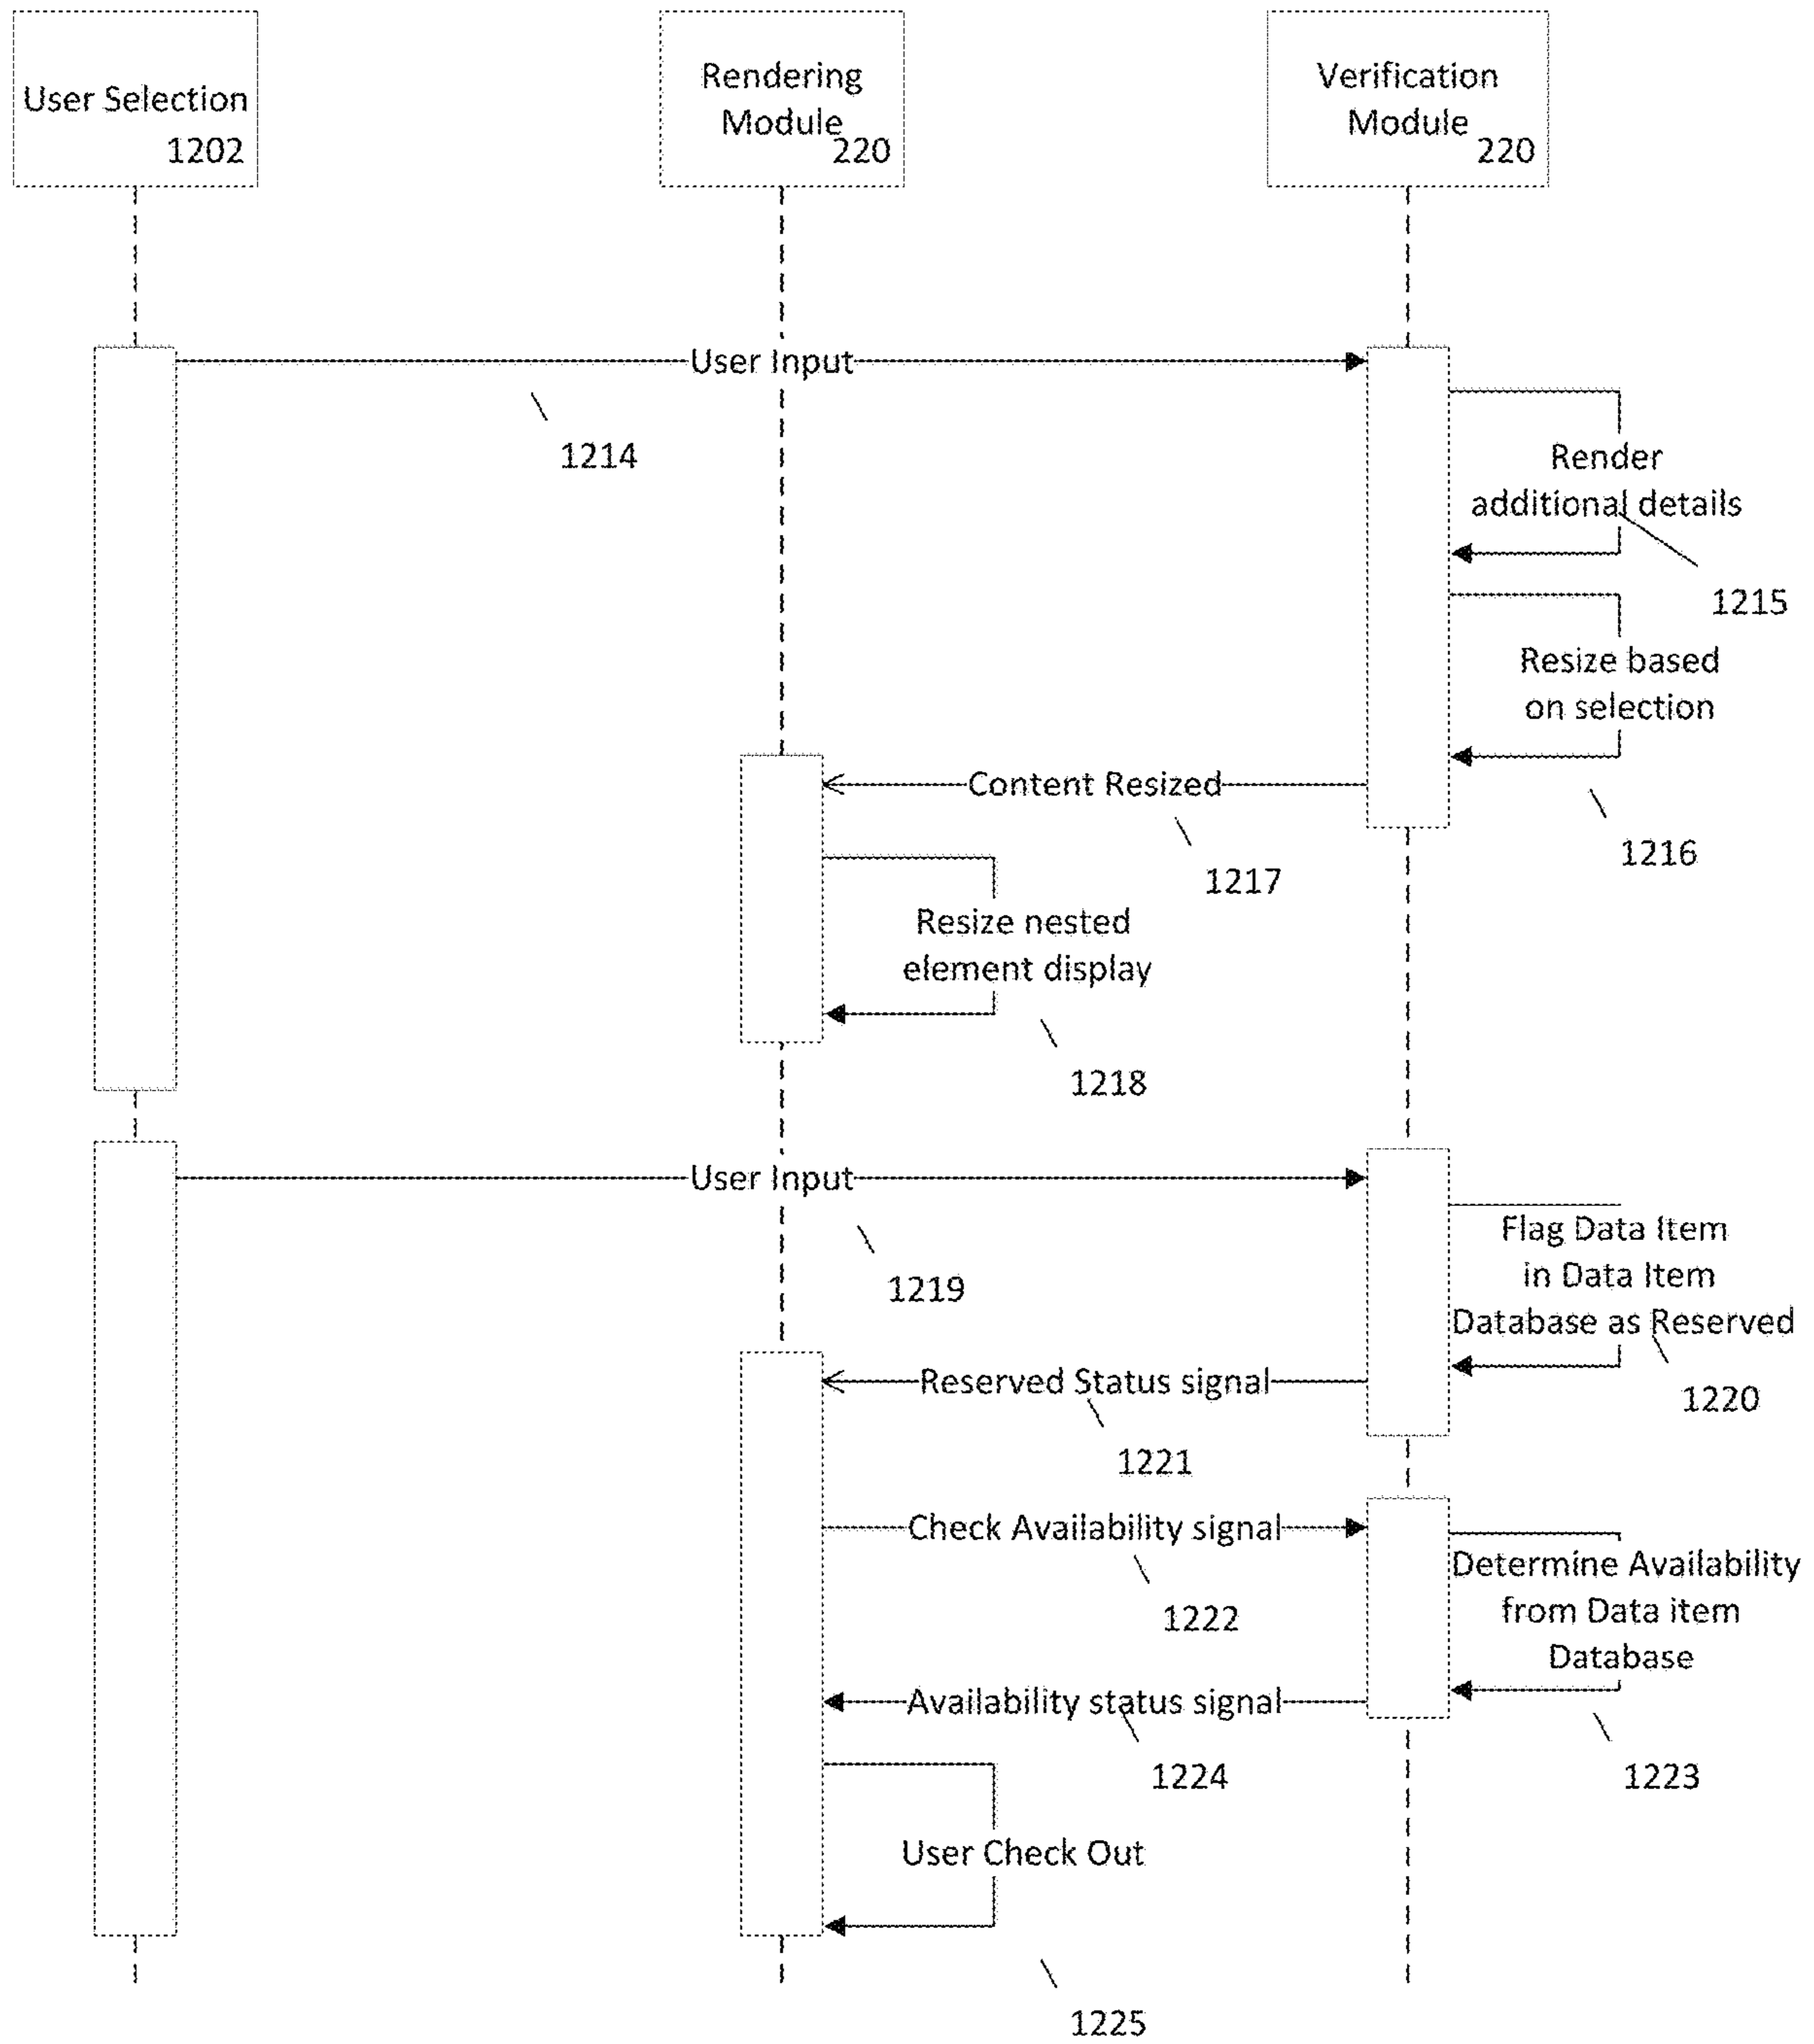 User Selection
1202
Rendering
Module
220
Verification
Module
220
User Input
1214
Render
additional details
1215
Resize based
on selection
1216
Content Resized
1217
Resize nested
element display
1218
User Input
1219
Flag Data Item
in Data Item
Database as Reserved
1220
Reserved Status signal
1221
Check Availability signal
1222
Determine Availability
from Data item
Database
1223
Availability status signal
1224
User Check Out
1225